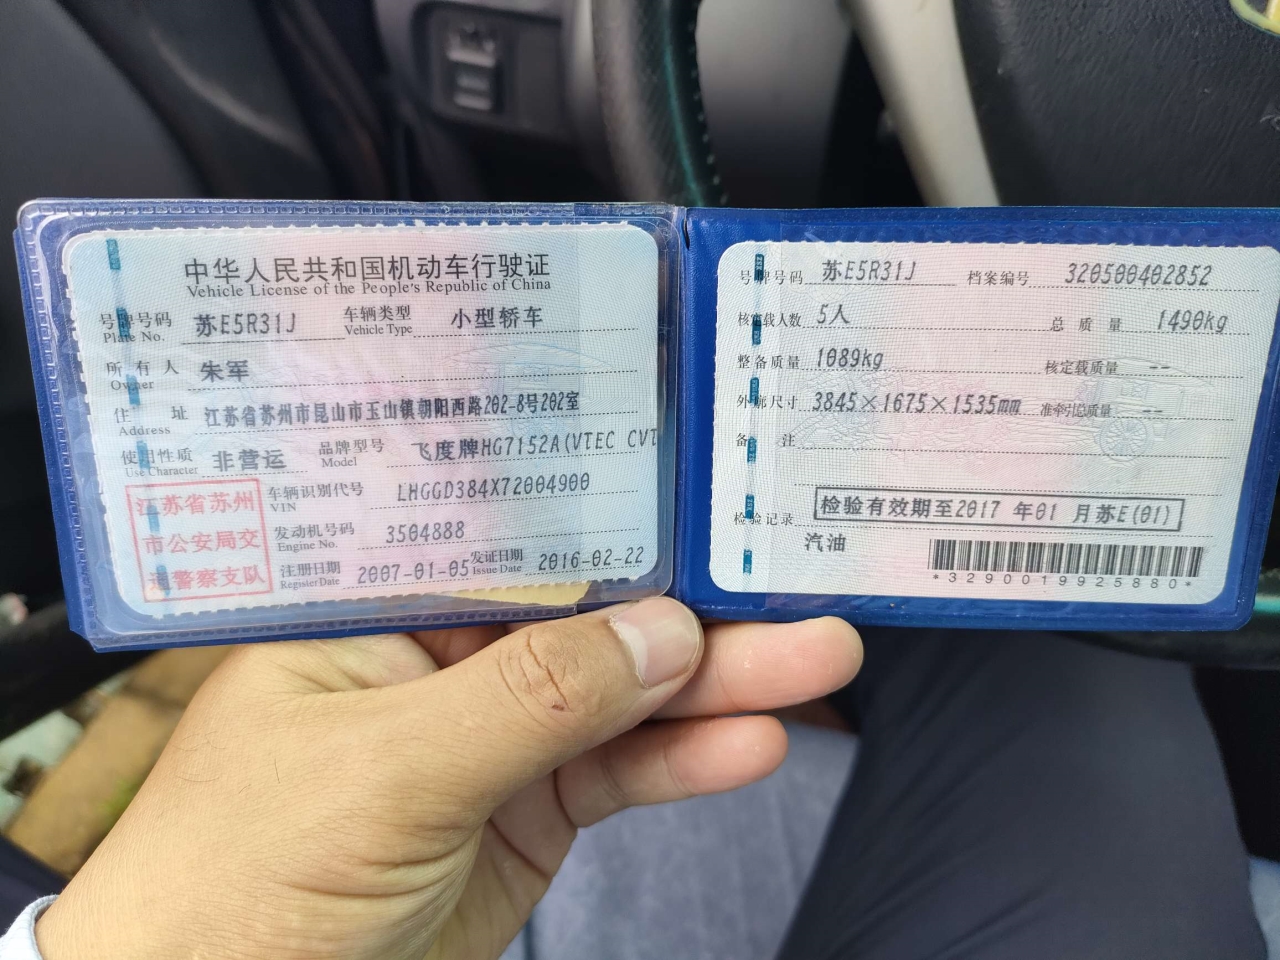 中华人民共和国机动车行驶证
Vehicle License of the People's Republic of China
号牌号码 苏E5R31J 车辆类型 小型轿车
Plate No. Vehicle Type
所有人 朱军
Owner
住址 江苏省苏州市昆山市玉山镇朝阳西路202-8号202室
Address
使用性质 非营运 品牌型号 飞度牌HG7152A(VTEC CVT
Use Character Model
江苏省苏州
市公安局交
通警察支队
车辆识别代号 LHGGD384X72004900
VIN
发动机号码 3504888
Engine No.
注册日期 2007-01-05 发证日期 2016-02-22
Register Date Issue Date
号牌号码 苏E5R31J 档案编号 320500402852
核定载人数 5人 总质量 1490kg
整备质量 1089kg 核定载质量 --
外廓尺寸 3845×1675×1535mm 准牵引总质量 --
备注
检验记录 检验有效期至2017 年01 月苏E(01)
汽油
*3290019925880*